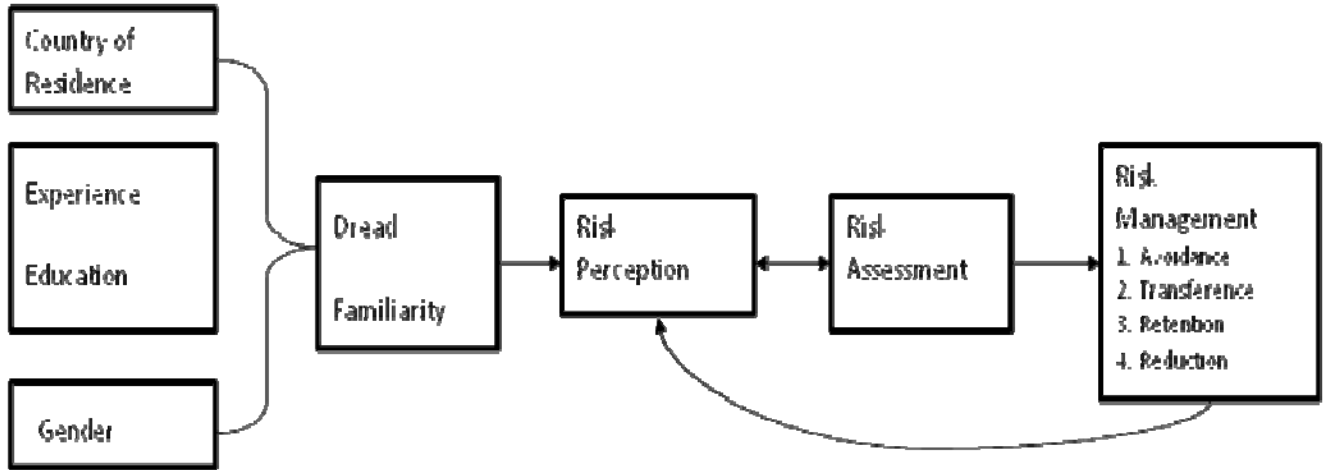 Country of
Residence
Experience
Education
Gender
Dread
Familiarity
Risk
Perception
Risk
Assessment
Risk
Management
1. Avoidance
2. Transference
3. Retention
4. Reduction